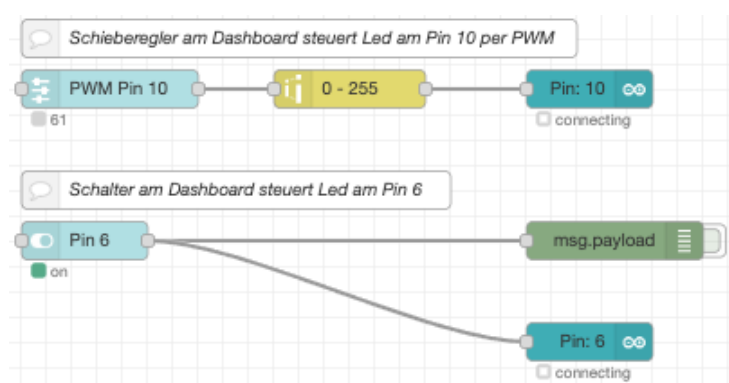 Schieberegler am Dashboard steuert Led am Pin 10 per PWM
PWM Pin 10
0 - 255
Pin: 10
61
connecting
Schalter am Dashboard steuert Led am Pin 6
Pin 6
msg.payload
on
Pin: 6
connecting